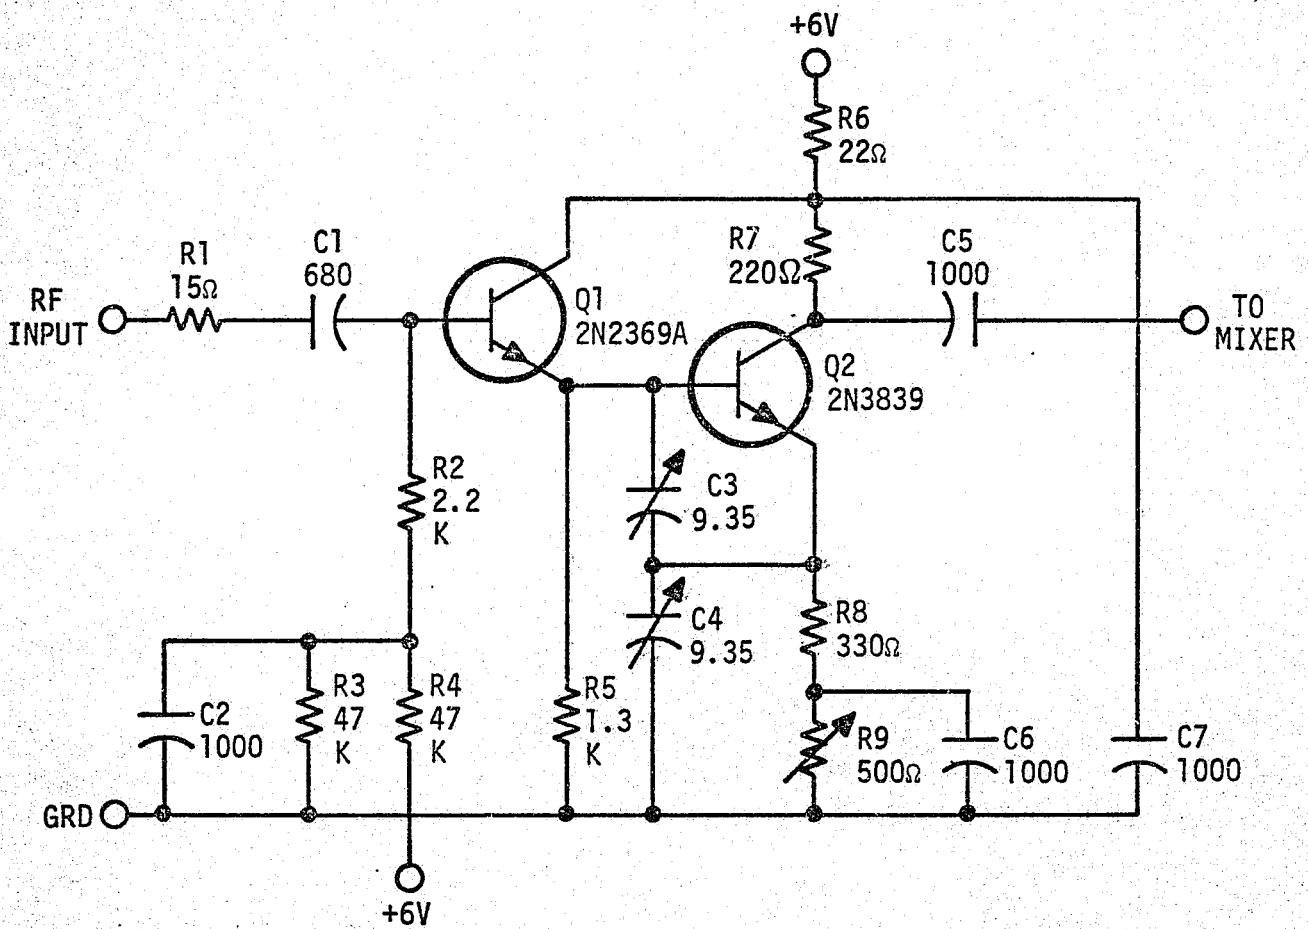 +6V
R6
22Ω
R1
15Ω
C1
680
R7
220Ω
C5
1000
RF
INPUT
Q1
2N2369A
TO
MIXER
Q2
2N3839
R2
2.2
K
C3
9.35
C4
9.35
R8
330Ω
C2
1000
R3
47
K
R4
47
K
R5
1.3
K
R9
500Ω
C6
1000
C7
1000
GRD
+6V